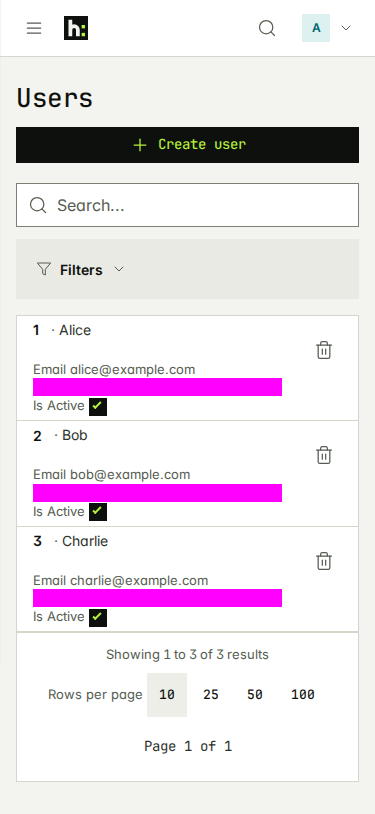 h:
A
Users
Create user
Search...
Filters
1 · Alice
Email alice@example.com
Is Active
2 · Bob
Email bob@example.com
Is Active
3 · Charlie
Email charlie@example.com
Is Active
Showing 1 to 3 of 3 results
Rows per page 10 25 50 100
Page 1 of 1